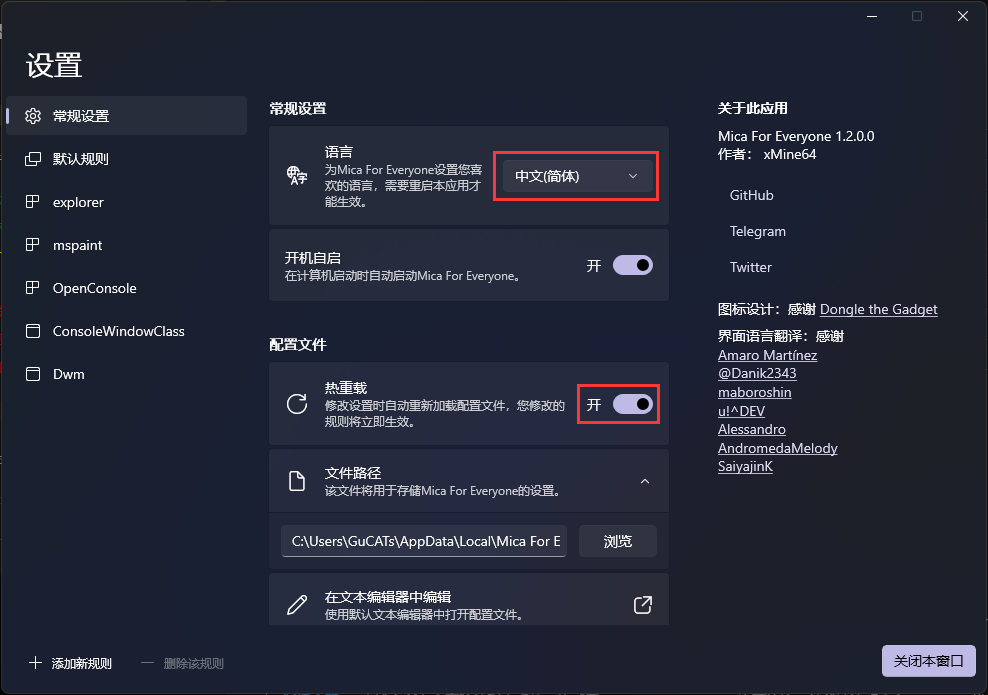 设置
常规设置
默认规则
explorer
mspaint
OpenConsole
ConsoleWindowClass
Dwm
添加新规则
删除该规则
常规设置
语言
为Mica For Everyone设置您喜
欢的语言，需要重启本应用才
能生效。
中文(简体)
开机自启
在计算机启动时自动启动Mica For Everyone。
开
配置文件
热重载
修改设置时自动重新加载配置文件，您修改的
规则将立即生效。
开
文件路径
该文件将用于存储Mica For Everyone的设置。
C:\Users\GuCATs\AppData\Local\Mica For E
浏览
在文本编辑器中编辑
使用默认文本编辑器中打开配置文件。
关于此应用
Mica For Everyone 1.2.0.0
作者： xMine64
GitHub
Telegram
Twitter
图标设计：感谢 Dongle the Gadget
界面语言翻译：感谢
Amaro Martínez
@Danik2343
maboroshin
u!^DEV
Alessandro
AndromedaMelody
SaiyajinK
关闭本窗口